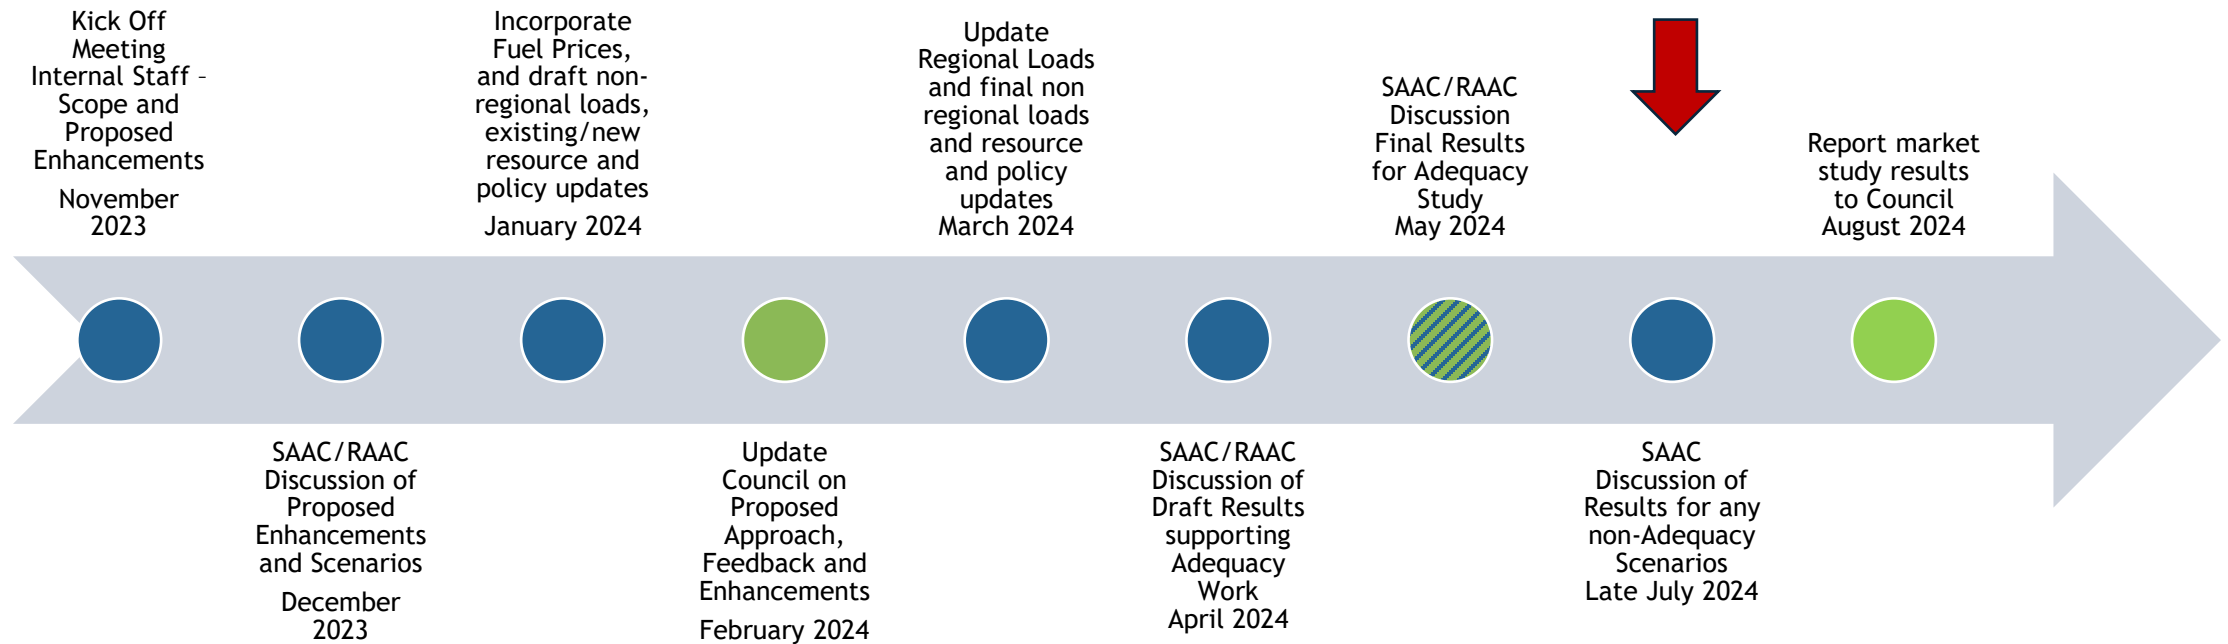 Kick Off
Meeting
Internal Staff –
Scope and
Proposed
Enhancements
November
2023
SAAC/RAAC
Discussion of
Proposed
Enhancements
and Scenarios
December
2023
Incorporate
Fuel Prices,
and draft non-
regional loads,
existing/new
resource and
policy updates
January 2024
Update
Council on
Proposed
Approach,
Feedback and
Enhancements
February 2024
Update
Regional Loads
and final non
regional loads
and resource
and policy
updates
March 2024
SAAC/RAAC
Discussion of
Draft Results
supporting
Adequacy
Work
April 2024
SAAC/RAAC
Discussion
Final Results
for Adequacy
Study
May 2024
SAAC
Discussion of
Results for any
non-Adequacy
Scenarios
Late July 2024
Report market
study results
to Council
August 2024